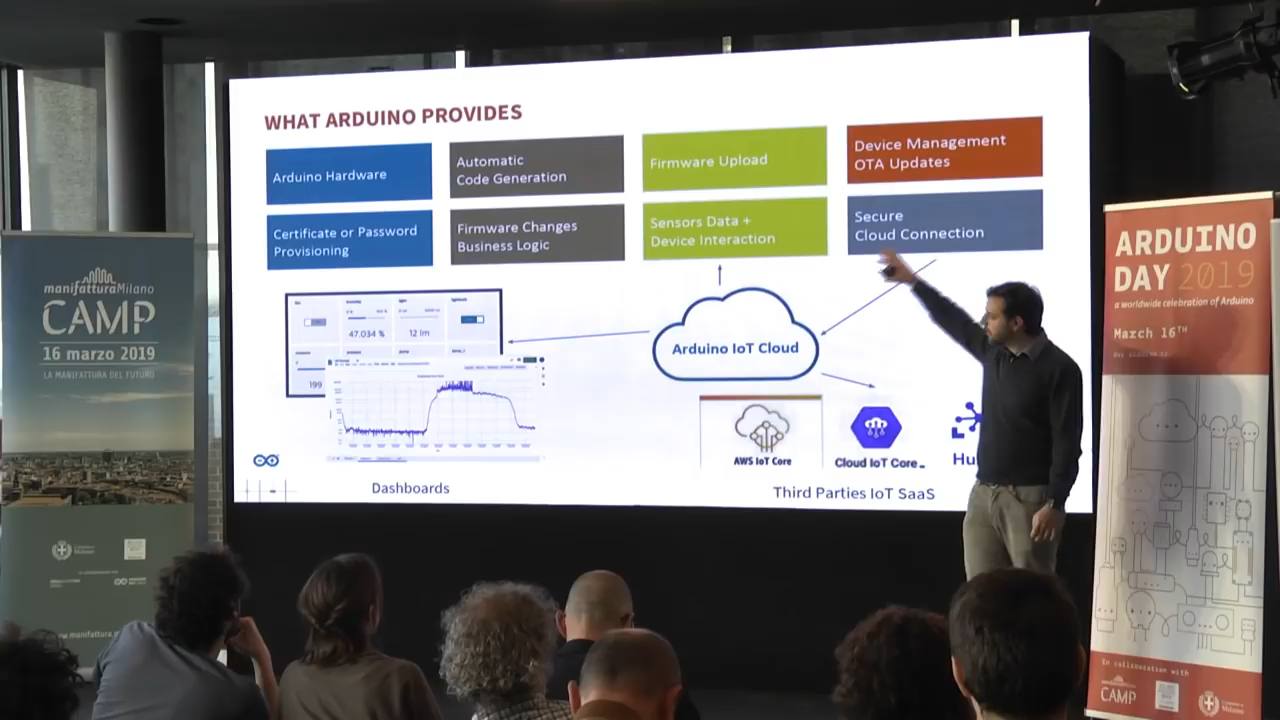 WHAT ARDUINO PROVIDES
Arduino Hardware
Automatic
Code Generation
Firmware Upload
Device Management
OTA Updates
Certificate or Password
Provisioning
Firmware Changes
Business Logic
Sensors Data +
Device Interaction
Secure
Cloud Connection
47.034 %
12 lm
199
Arduino IoT Cloud
AWS IoT Core
Cloud IoT Core
Hu
Dashboards
Third Parties IoT SaaS
manifatturaMilano
CAMP
16 marzo 2019
LA MANIFATTURA DEL FUTURO
www.manifattura.m
ARDUINO
DAY 2019
a worldwide celebration of Arduino
March 16TH
In collaboration with
CAMP